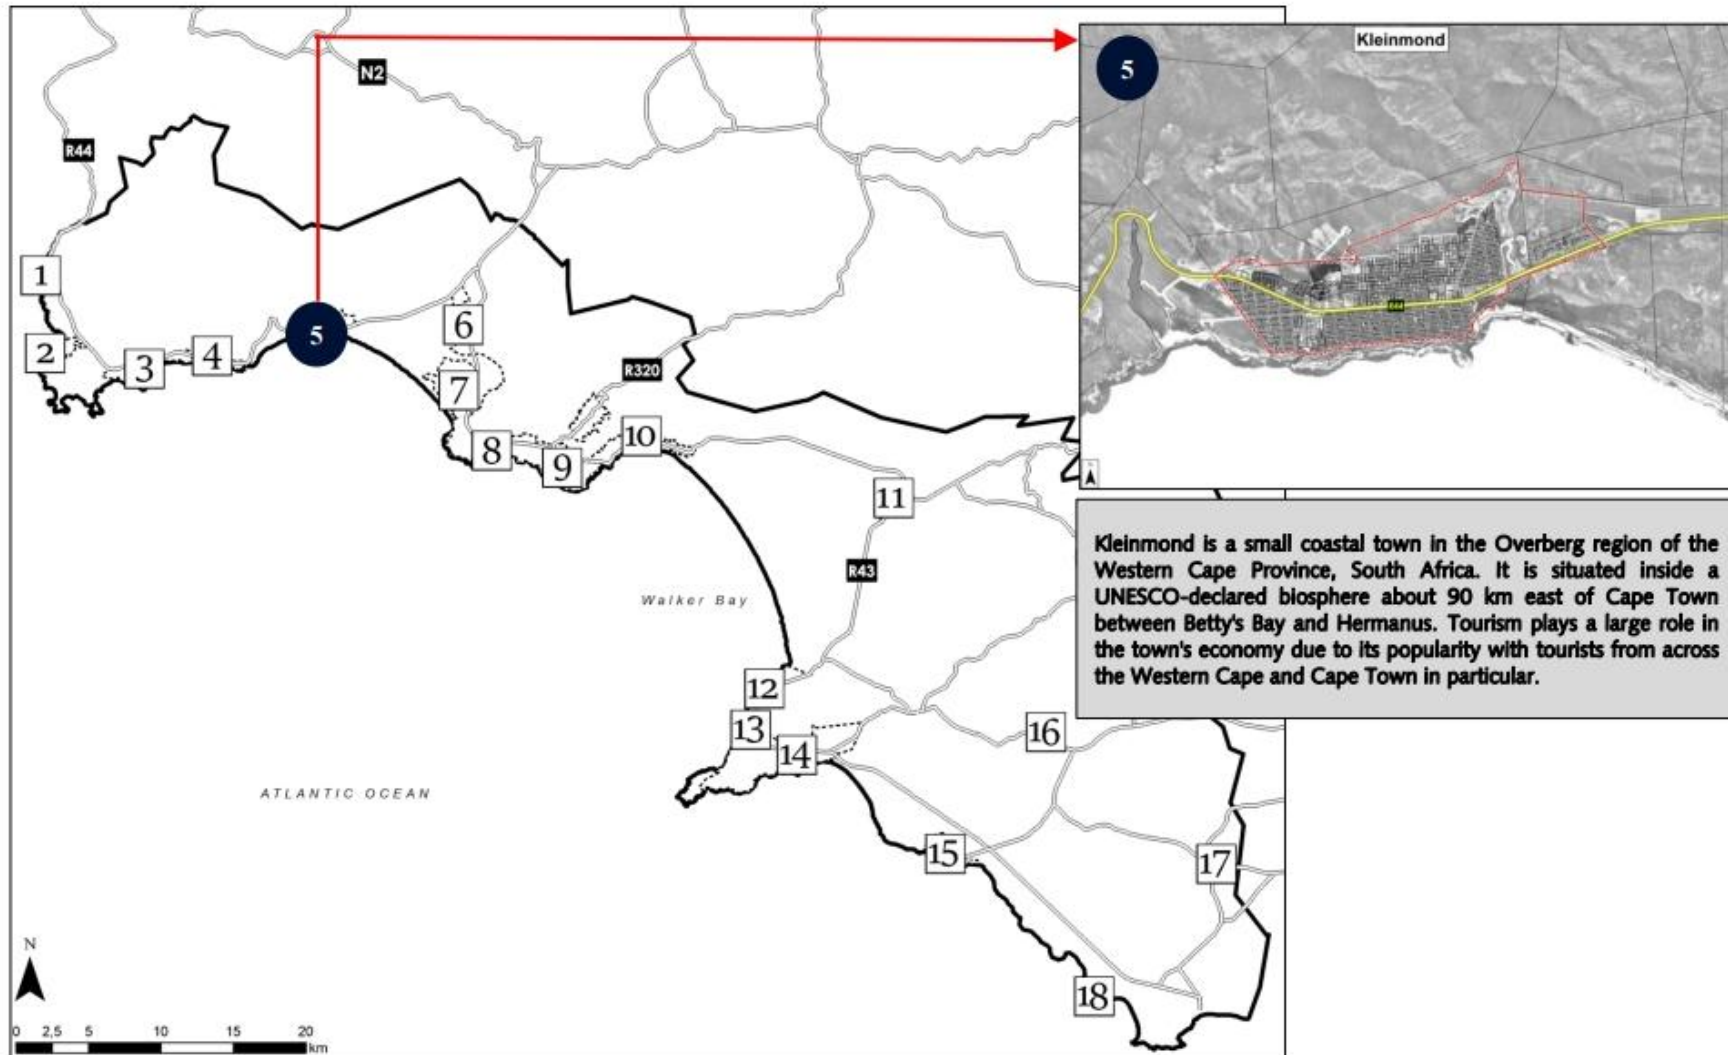 N2
R44
1
2
3
4
5
6
7
R320
8
9
10
11
R43
Walker Bay
12
13
14
16
ATLANTIC OCEAN
15
17
18
N
0 2,5 5 10 15 20
km
5
Kleinmond
R44
Kleinmond is a small coastal town in the Overberg region of the
Western Cape Province, South Africa. It is situated inside a
UNESCO-declared biosphere about 90 km east of Cape Town
between Betty's Bay and Hermanus. Tourism plays a large role in
the town's economy due to its popularity with tourists from across
the Western Cape and Cape Town in particular.